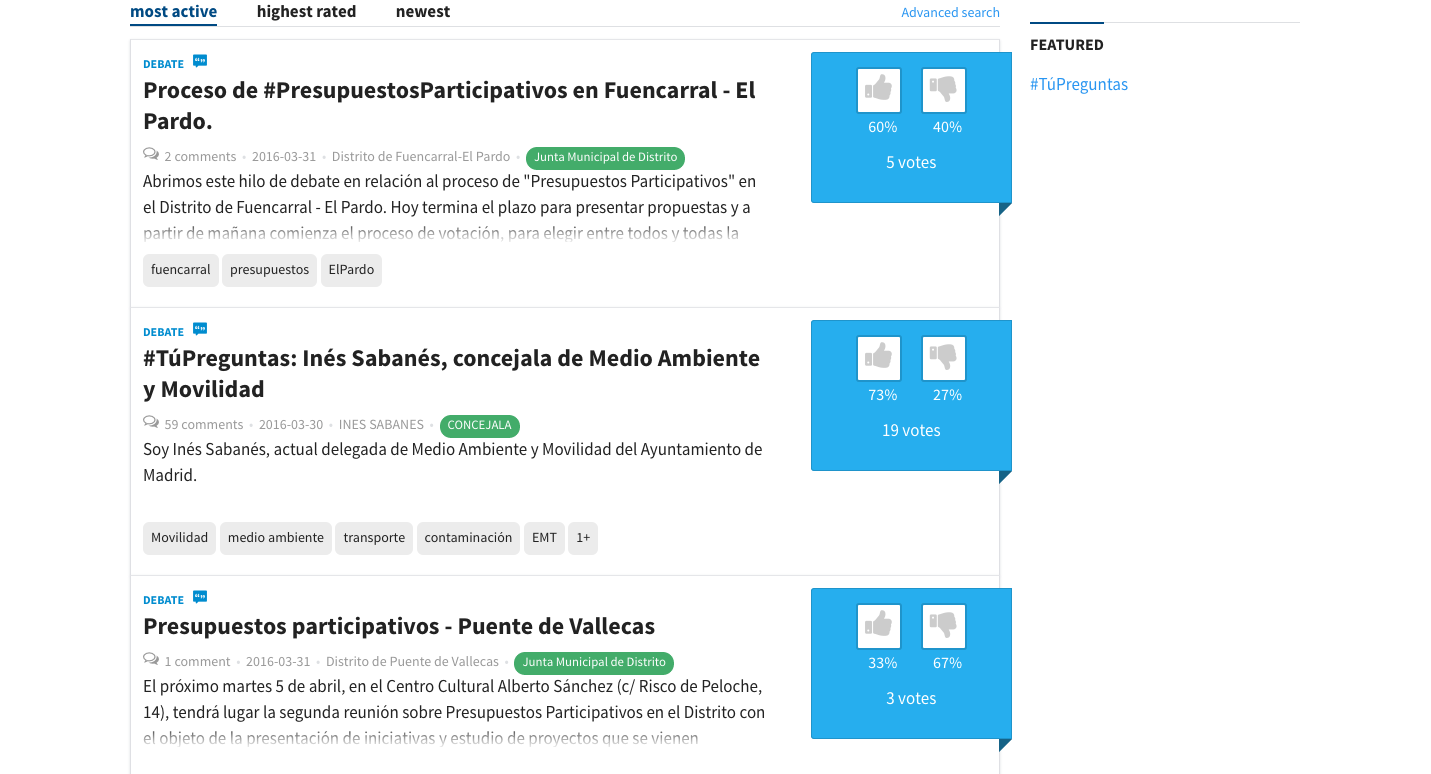 most active highest rated newest Advanced search
FEATURED
#TúPreguntas
DEBATE
Proceso de #PresupuestosParticipativos en Fuencarral - El
Pardo.
2 comments • 2016-03-31 • Distrito de Fuencarral-El Pardo • Junta Municipal de Distrito
Abrimos este hilo de debate en relación al proceso de "Presupuestos Participativos" en
el Distrito de Fuencarral - El Pardo. Hoy termina el plazo para presentar propuestas y a
partir de mañana comienza el proceso de votación, para elegir entre todos y todas la
fuencarral presupuestos ElPardo
60% 40%
5 votes
DEBATE
#TúPreguntas: Inés Sabanés, concejala de Medio Ambiente
y Movilidad
59 comments • 2016-03-30 • INES SABANES • CONCEJALA
Soy Inés Sabanés, actual delegada de Medio Ambiente y Movilidad del Ayuntamiento de
Madrid.
Movilidad medio ambiente transporte contaminación EMT 1+
73% 27%
19 votes
DEBATE
Presupuestos participativos - Puente de Vallecas
1 comment • 2016-03-31 • Distrito de Puente de Vallecas • Junta Municipal de Distrito
El próximo martes 5 de abril, en el Centro Cultural Alberto Sánchez (c/ Risco de Peloche,
14), tendrá lugar la segunda reunión sobre Presupuestos Participativos en el Distrito con
el objeto de la presentación de iniciativas y estudio de proyectos que se vienen
33% 67%
3 votes